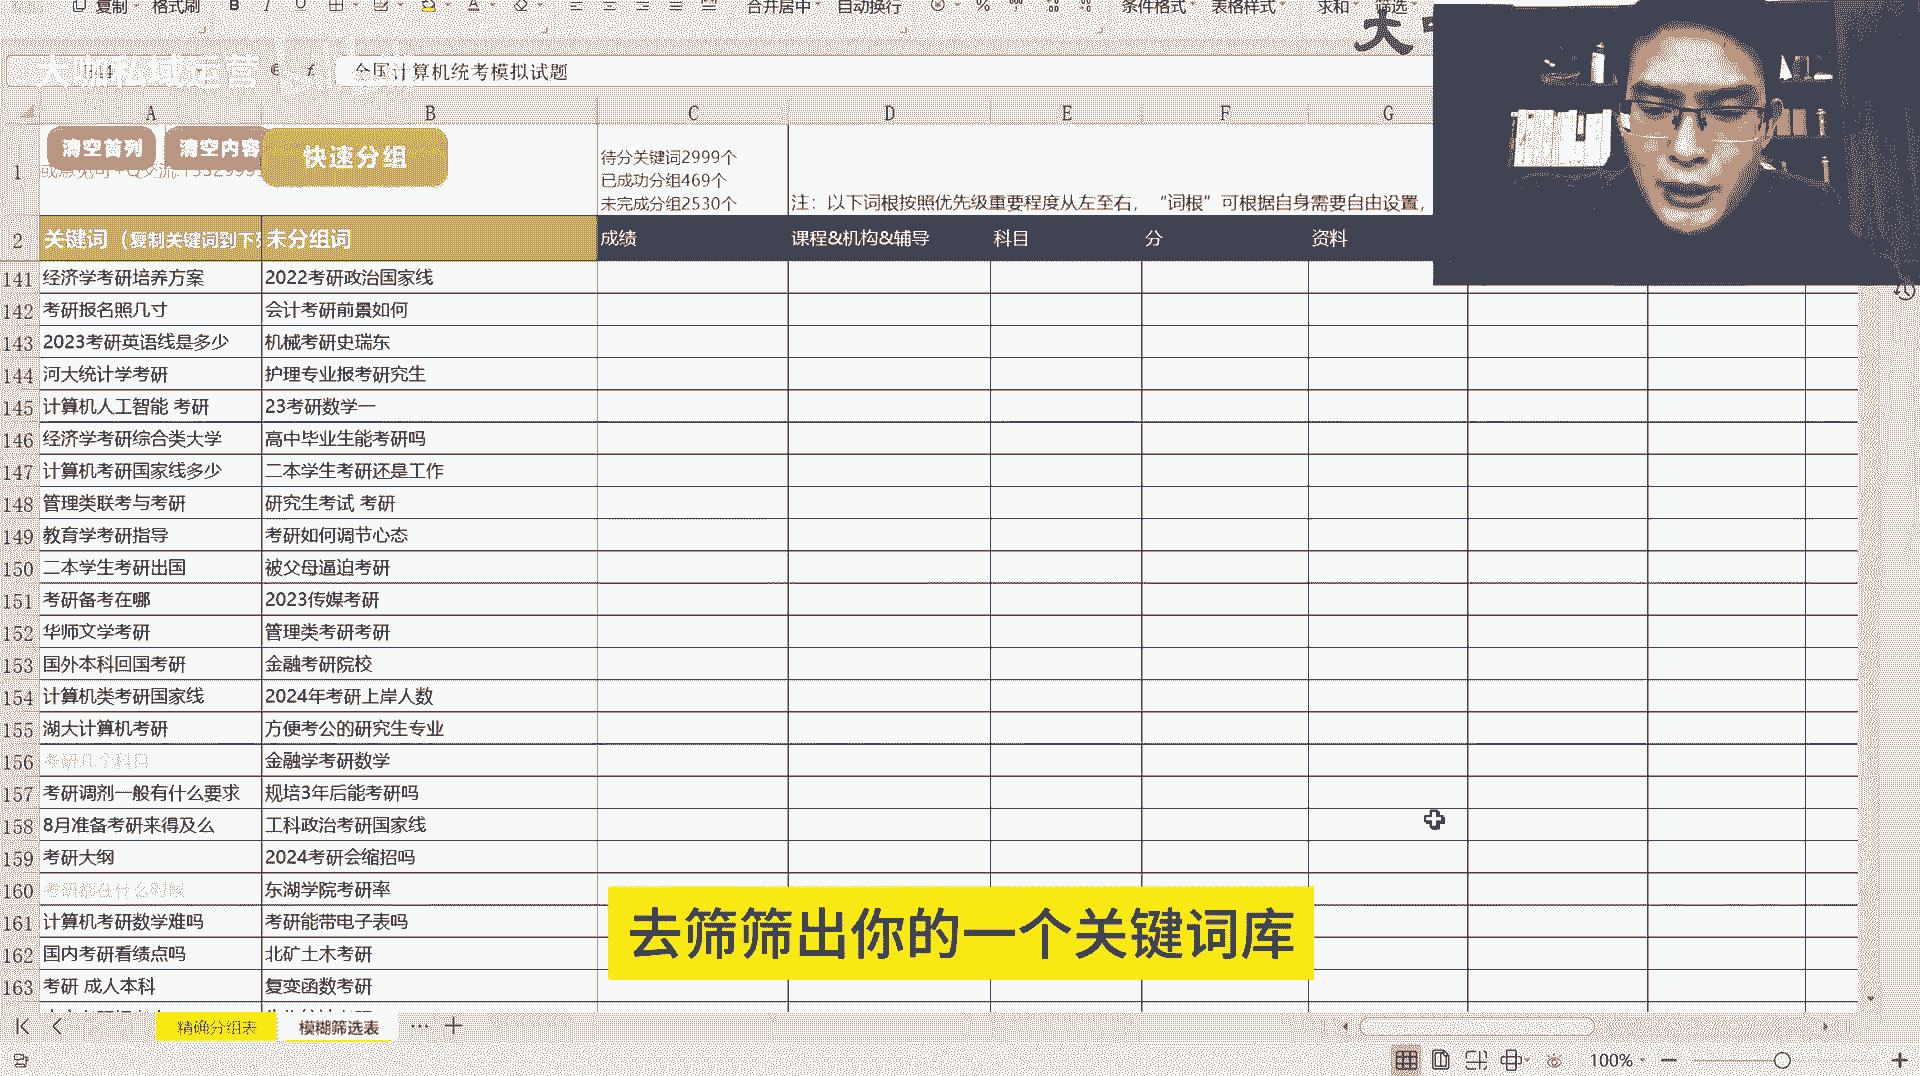 复制 格式刷 B I U A 合并居中 自动换行 % 条件格式 表格样式 求和 筛选
大咖私域运营
大
全国计算机统考模拟试题
A B C D E F G
1 清空首列 清空内容 快速分组
待分关键词2999个
已成功分组469个
未完成分组2530个
注：以下词根按照优先级重要程度从左至右，“词根”可根据自身需要自由设置，
2 关键词（复制关键词到下 未分组词 成绩 课程&机构&辅导 科目 分 资料
141 经济学考研培养方案 2022考研政治国家线
142 考研报名照几寸 会计考研前景如何
143 2023考研英语线是多少 机械考研史瑞东
144 河大统计学考研 护理专业报考研究生
145 计算机人工智能 考研 23考研数学一
146 经济学考研综合类大学 高中毕业生能考研吗
147 计算机考研国家线多少 二本学生考研还是工作
148 管理类联考与考研 研究生考试 考研
149 教育学考研指导 考研如何调节心态
150 二本学生考研出国 被父母逼迫考研
151 考研备考在哪 2023传媒考研
152 华师文学考研 管理类考研考研
153 国外本科回国考研 金融考研院校
154 计算机类考研国家线 2024年考研上岸人数
155 湖大计算机考研 方便考公的研究生专业
156 考研几个科目 金融学考研数学
157 考研调剂一般有什么要求 规培3年后能考研吗
158 8月准备考研来得及么 工科政治考研国家线
159 考研大纲 2024考研会缩招吗
160 考研都在什么时候 东湖学院考研率
161 计算机考研数学难吗 考研能带电子表吗
162 国内考研看绩点吗 北矿土木考研
163 考研 成人本科 复变函数考研
去筛筛出你的一个关键词库
精确分组表 模糊筛选表 ··· +
100% − +